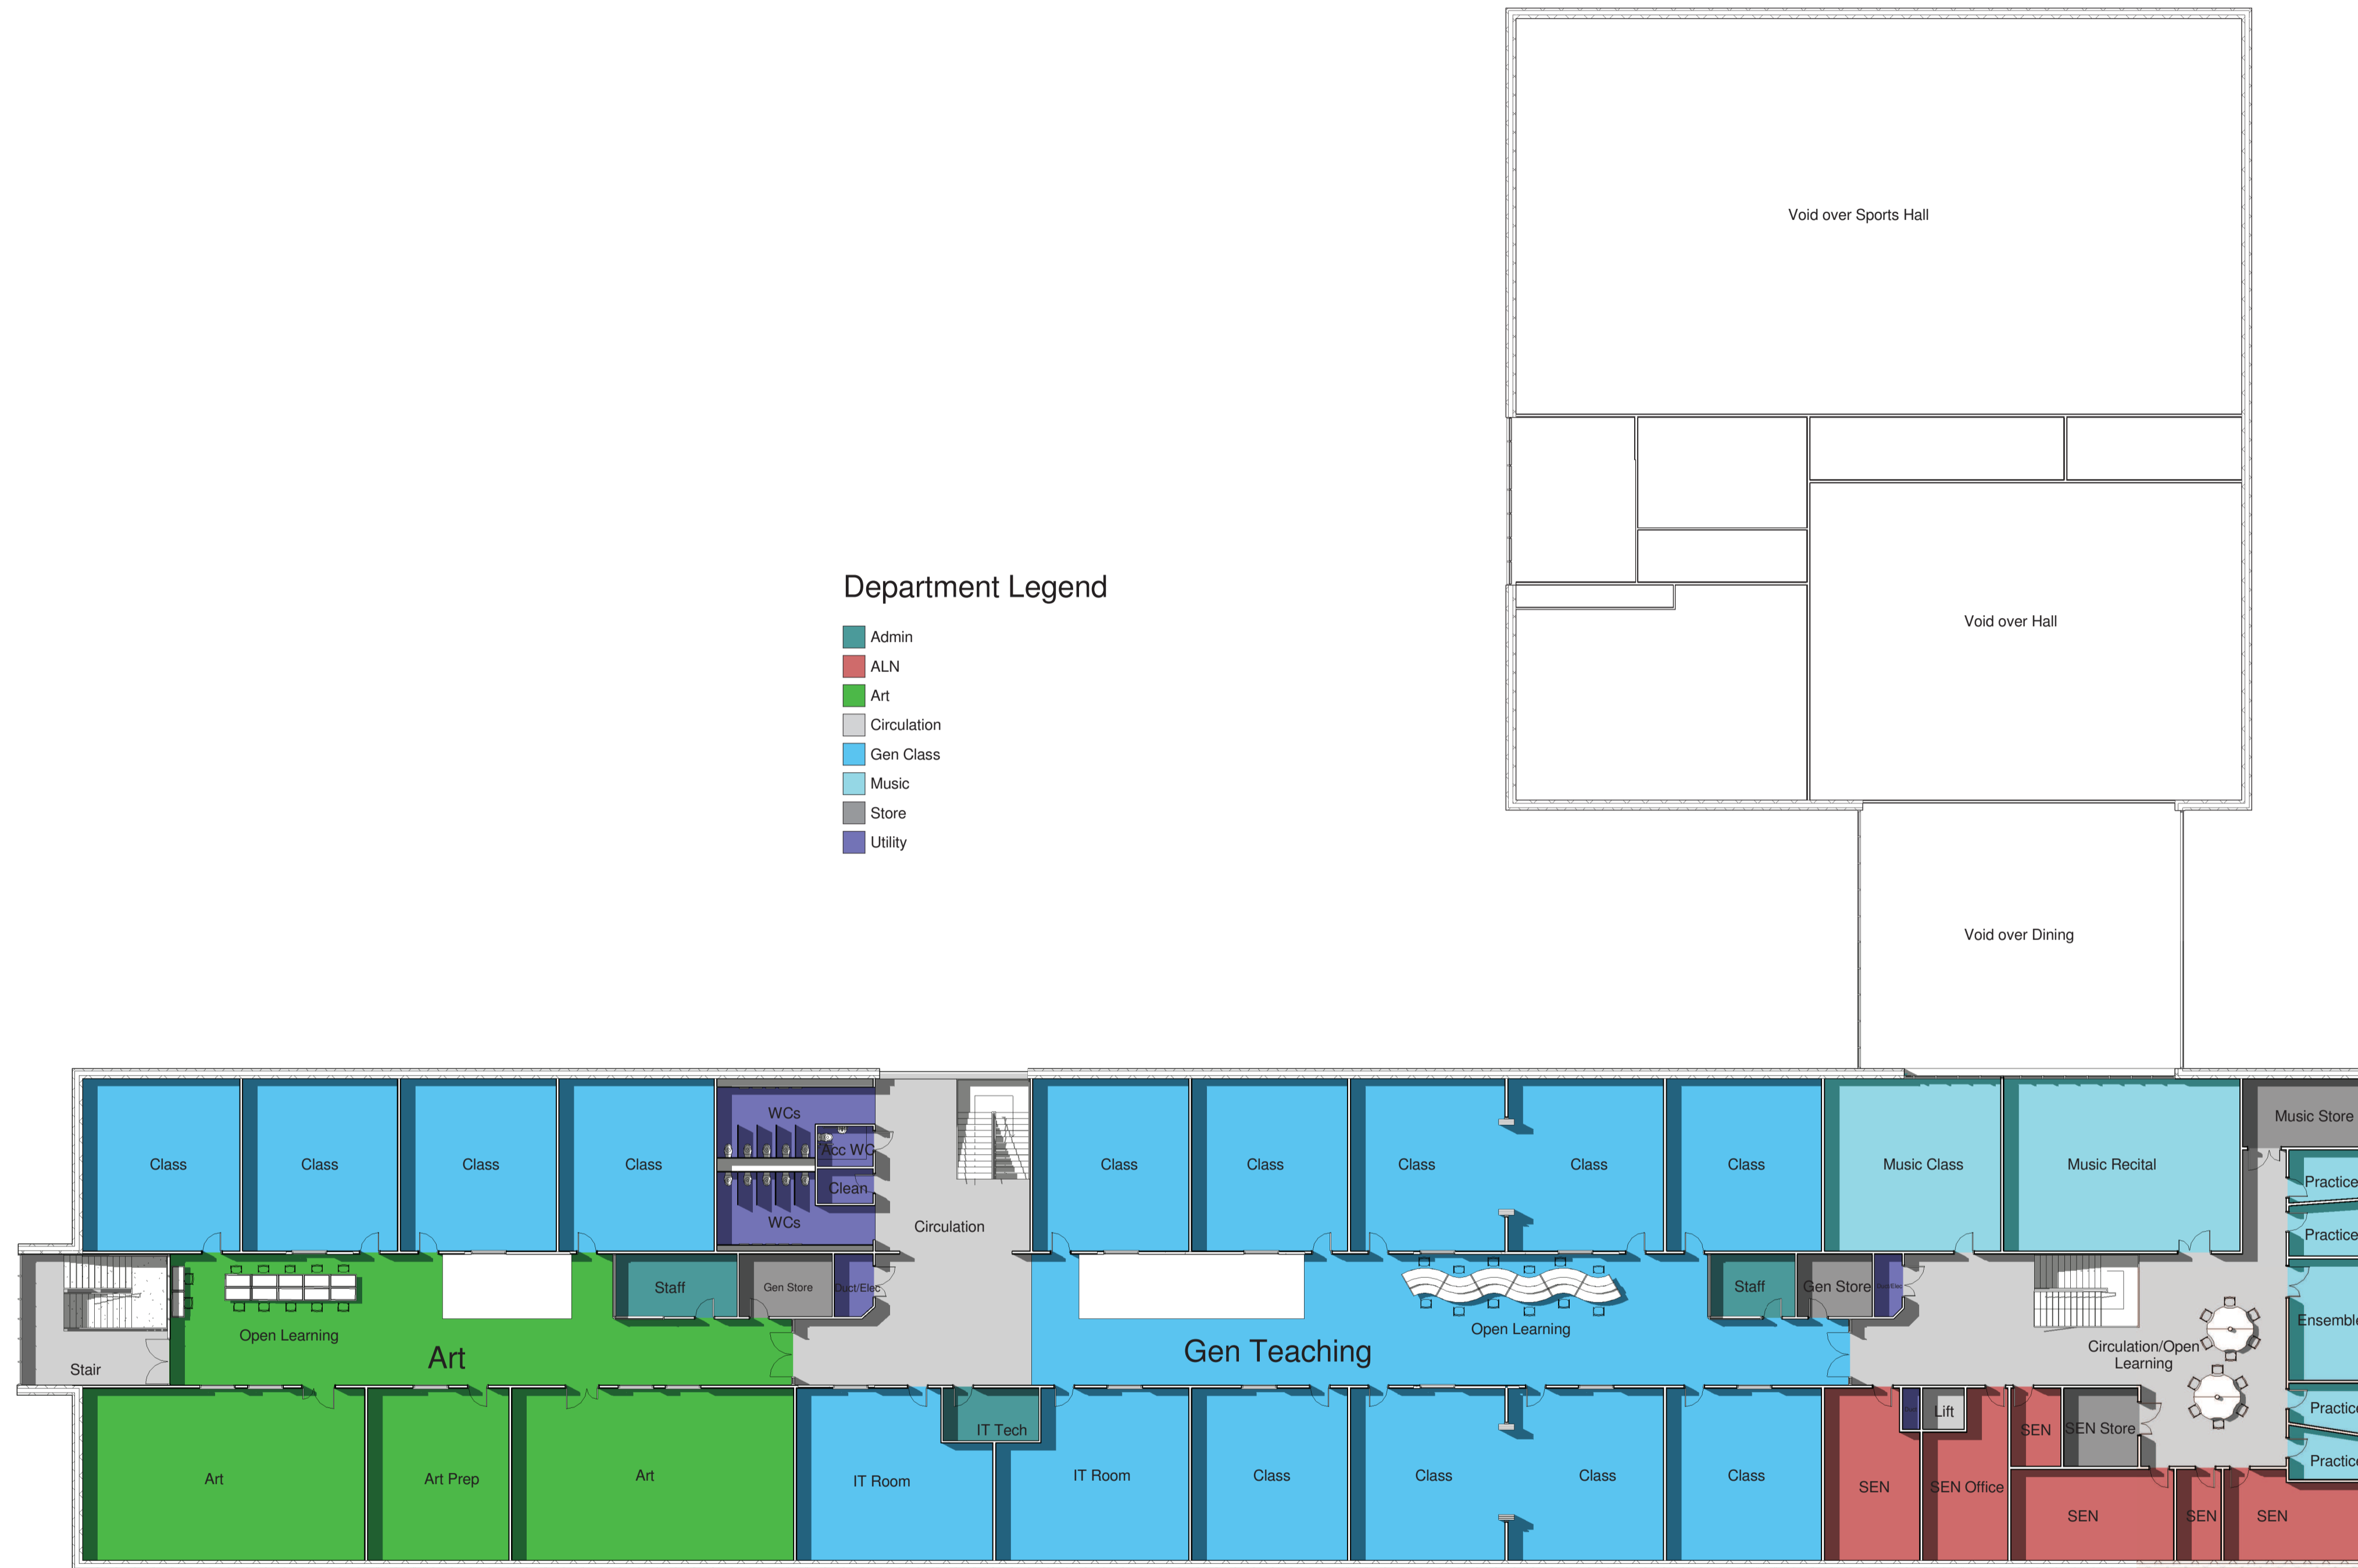 Void over Sports Hall
Department Legend
Admin
ALN
Art
Circulation
Gen Class
Music
Store
Utility
Void over Hall
Void over Dining
WCs
Music Store
Acc WC
Class
Class
Class
Class
Class
Class
Class
Class
Class
Music Class
Music Recital
Practice
Clean
WCs
Circulation
Practice
Staff
Gen Store
Duct/Elec
Staff
Gen Store
Open Learning
Open Learning
Ensemble
Art
Gen Teaching
Circulation/Open
Learning
Stair
Lift
Practice
IT Tech
SEN
SEN Store
Art
Art Prep
Art
IT Room
IT Room
Class
Class
Class
Class
SEN
SEN Office
Practice
SEN
SEN
SEN